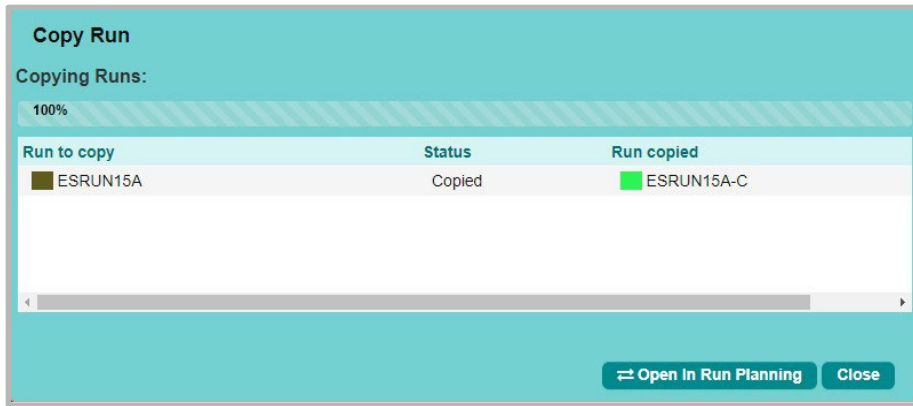 Copy Run
Copying Runs:
100%
Run to copy Status Run copied
ESRUN15A Copied ESRUN15A-C
Open In Run Planning Close